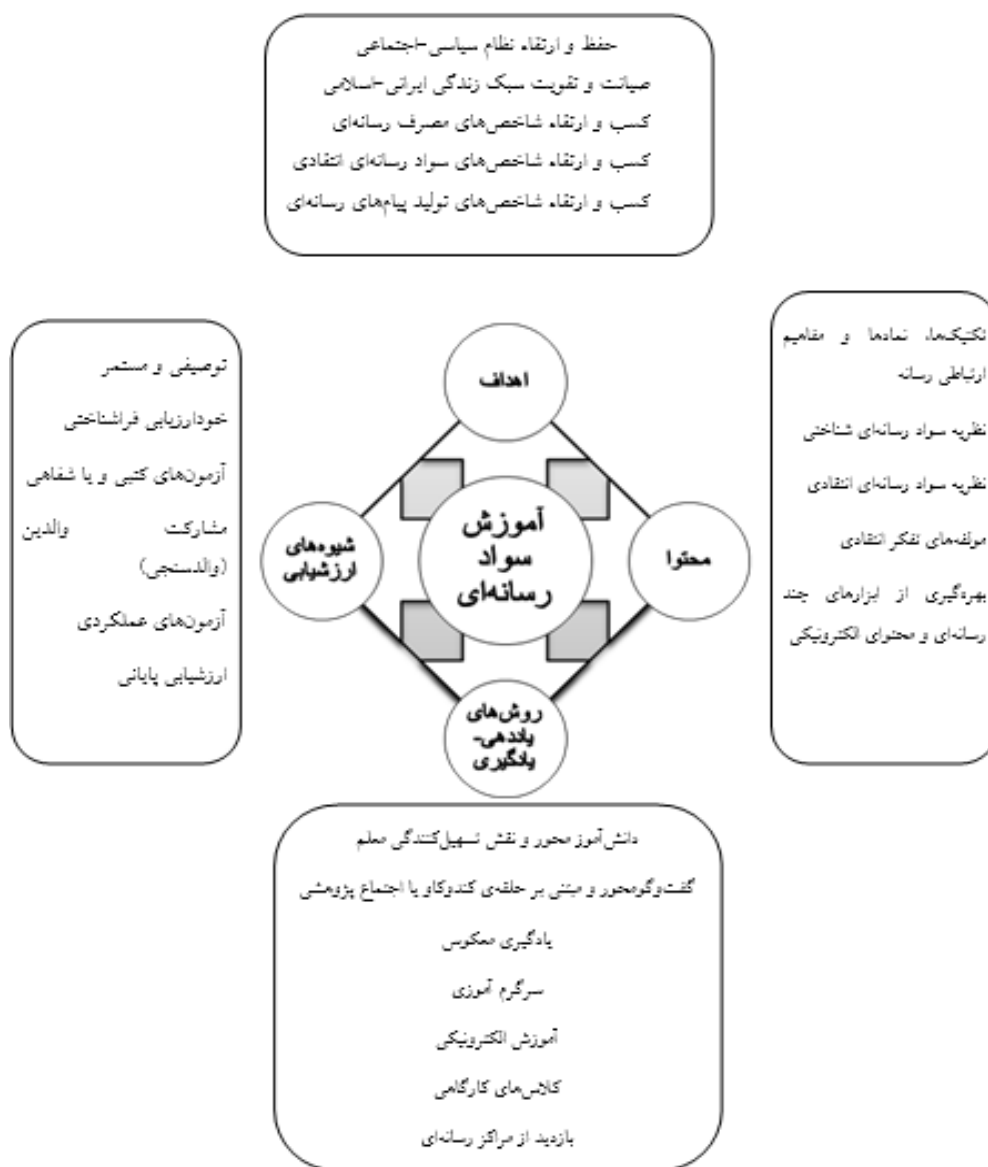 حفظ و ارتقاء نظام سیاسی-اجتماعی
صیانت و تقویت سبک زندگی ایرانی-اسلامی
کسب و ارتقاء شاخص‌های مصرف رسانه‌ای
کسب و ارتقاء شاخص‌های سواد رسانه‌ای انتقادی
کسب و ارتقاء شاخص‌های تولید پیام‌های رسانه‌ای
تکنیک‌ها، نمادها و مفاهیم
ارتباطی رسانه
نظریه سواد رسانه‌ای شناختی
نظریه سواد رسانه‌ای انتقادی
مولفه‌های تفکر انتقادی
بهره‌گیری از ابزارهای چند
رسانه‌ای و محتوای الکترونیکی
اهداف
محتوا
آموزش
سواد
رسانه‌ای
شیوه‌های
ارزشیابی
روش‌های
یاددهی-
یادگیری
توصیفی و مستمر
خودارزیابی فراشناختی
آزمون‌های کتبی و یا شفاهی
مشارکت والدین
(والدسنجی)
آزمون‌های عملکردی
ارزشیابی پایانی
دانش‌آموز محور و نقش تسهیل‌کنندگی معلم
گفت‌وگومحور و مبتنی بر حلقه‌ی کندوکاو یا اجتماع پژوهشی
یادگیری معکوس
سرگرم آموزی
آموزش الکترونیکی
کلاس‌های کارگاهی
بازدید از مراکز رسانه‌ای